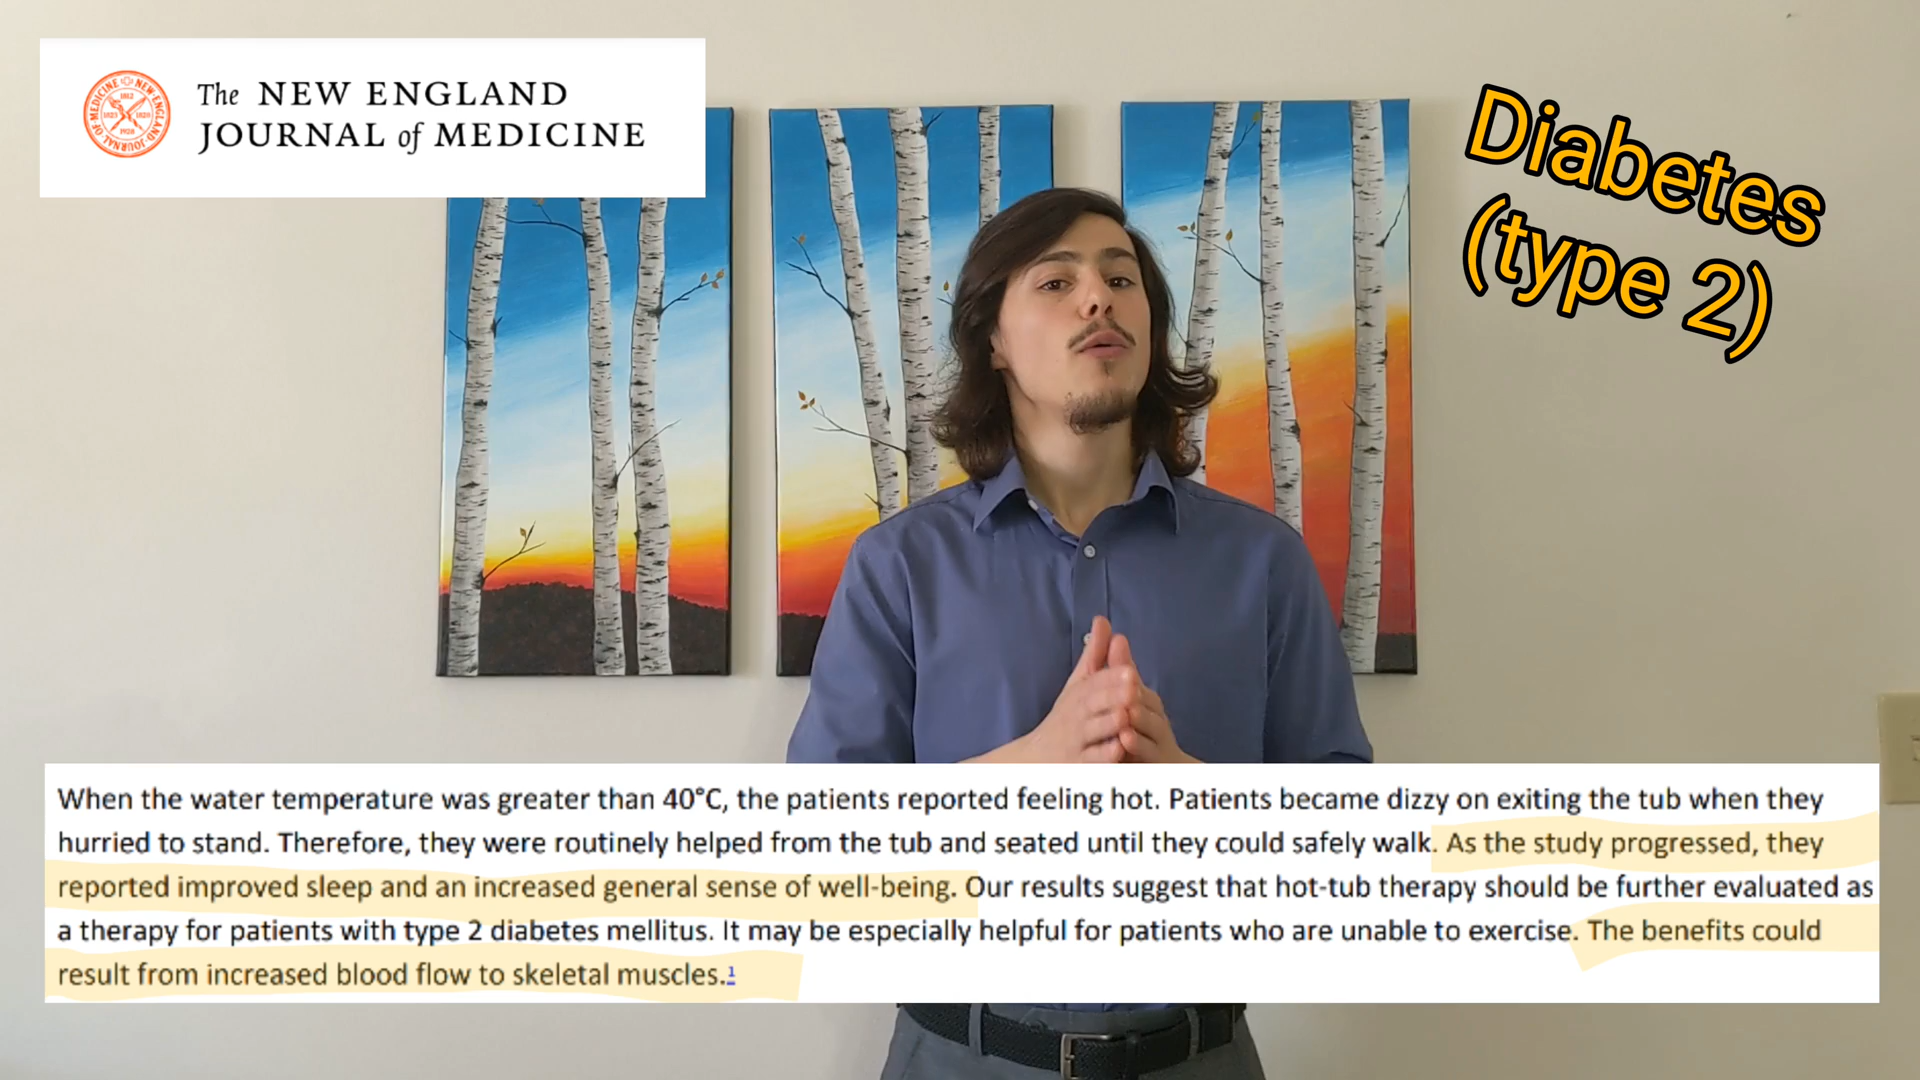 The NEW ENGLAND
JOURNAL of MEDICINE
Diabetes
(type 2)
When the water temperature was greater than 40°C, the patients reported feeling hot. Patients became dizzy on exiting the tub when they
hurried to stand. Therefore, they were routinely helped from the tub and seated until they could safely walk. As the study progressed, they
reported improved sleep and an increased general sense of well-being. Our results suggest that hot-tub therapy should be further evaluated as
a therapy for patients with type 2 diabetes mellitus. It may be especially helpful for patients who are unable to exercise. The benefits could
result from increased blood flow to skeletal muscles.1